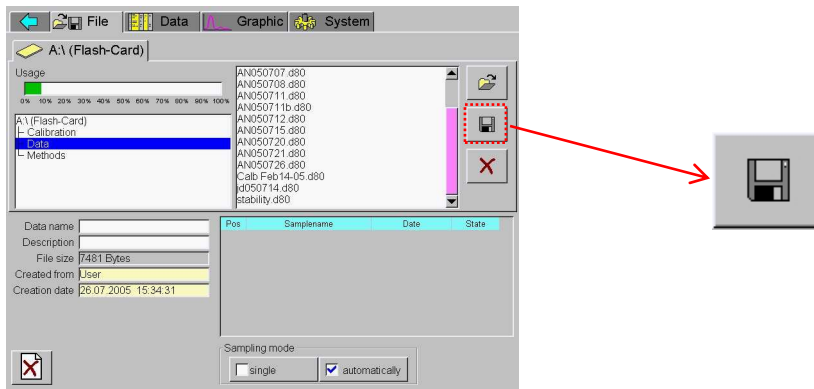 File Data Graphic System
A:\ (Flash-Card)
Usage
0% 10% 20% 30% 40% 50% 60% 70% 80% 90% 100%
A:\ (Flash-Card)
Calibration
Data
Methods
AN050707.d80
AN050708.d80
AN050711.d80
AN050711b.d80
AN050712.d80
AN050715.d80
AN050720.d80
AN050721.d80
AN050726.d80
Calb Feb14-05.d80
jd050714.d80
stability.d80
Data name
Description
File size 7481 Bytes
Created from User
Creation date 26.07.2005 15:34:31
Pos Samplename Date State
Sampling mode
single automatically